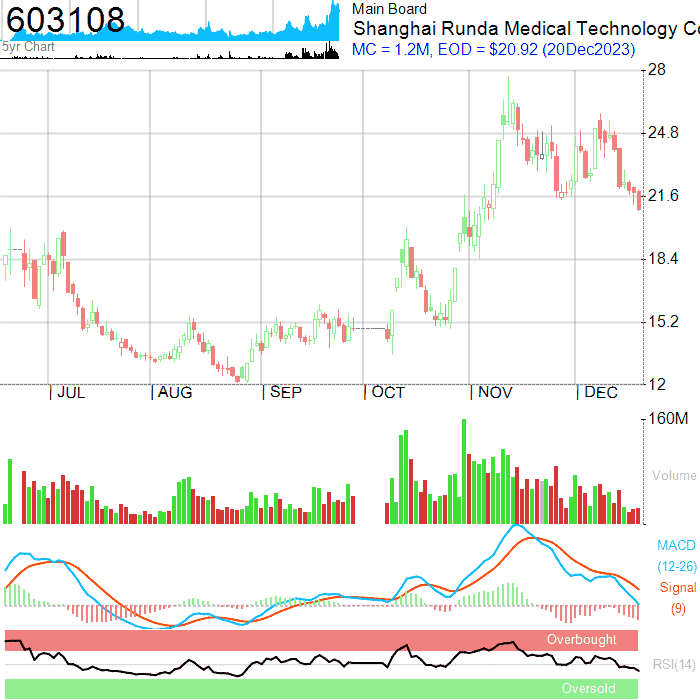 603108
5yr Chart
Main Board
Shanghai Runda Medical Technology Co
MC = 1.2M, EOD = $20.92 (20Dec2023)
28
24.8
21.6
18.4
15.2
12
JUL
AUG
SEP
OCT
NOV
DEC
160M
Volume
MACD
(12-26)
Signal
(9)
Overbought
RSI(14)
Oversold